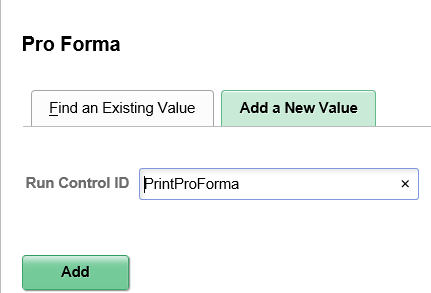 Pro Forma
Find an Existing Value Add a New Value
Run Control ID PrintProForma ×
Add